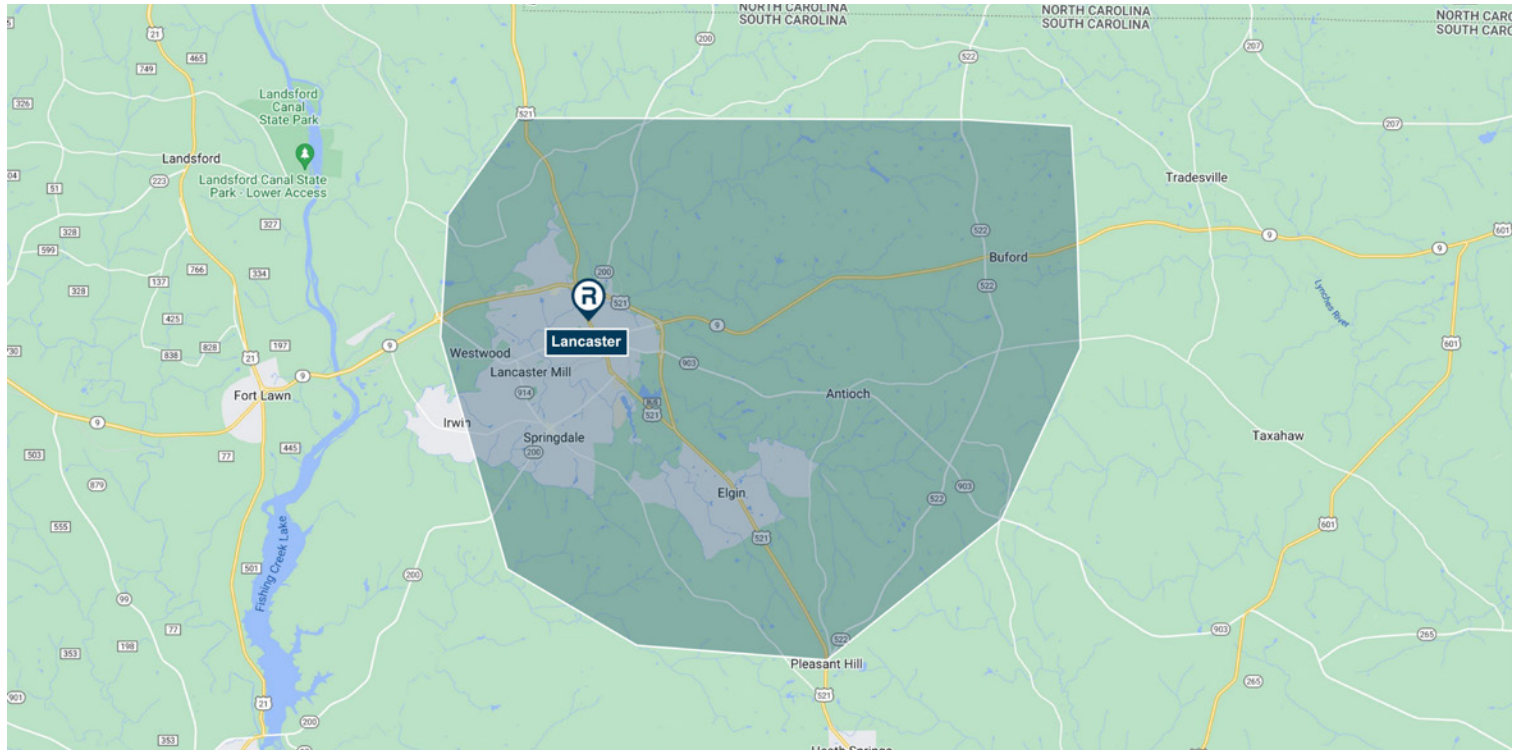 NORTH CAROLINA
SOUTH CAROLINA
NORTH CAROLINA
SOUTH CAROLINA
NORTH CARO
SOUTH CARO
21
465
749
200
522
207
326
Landsford
Canal
State Park
521
207
Landsford
Landsford Canal State
Park - Lower Access
223
51
Tradesville
327
328
599
522
601
9
9
766
334
Buford
137
328
200
522
R
521
Lynches River
425
9
197
838
828
21
9
Lancaster
601
Westwood
903
9
Lancaster Mill
914
Antioch
Fort Lawn
521
9
Irwin
Springdale
Taxahaw
445
200
503
77
879
Elgin
903
522
555
601
521
Fishing Creek Lake
501
200
99
77
903
265
198
353
522
Pleasant Hill
265
901
521
21
200
353
Heath Springs